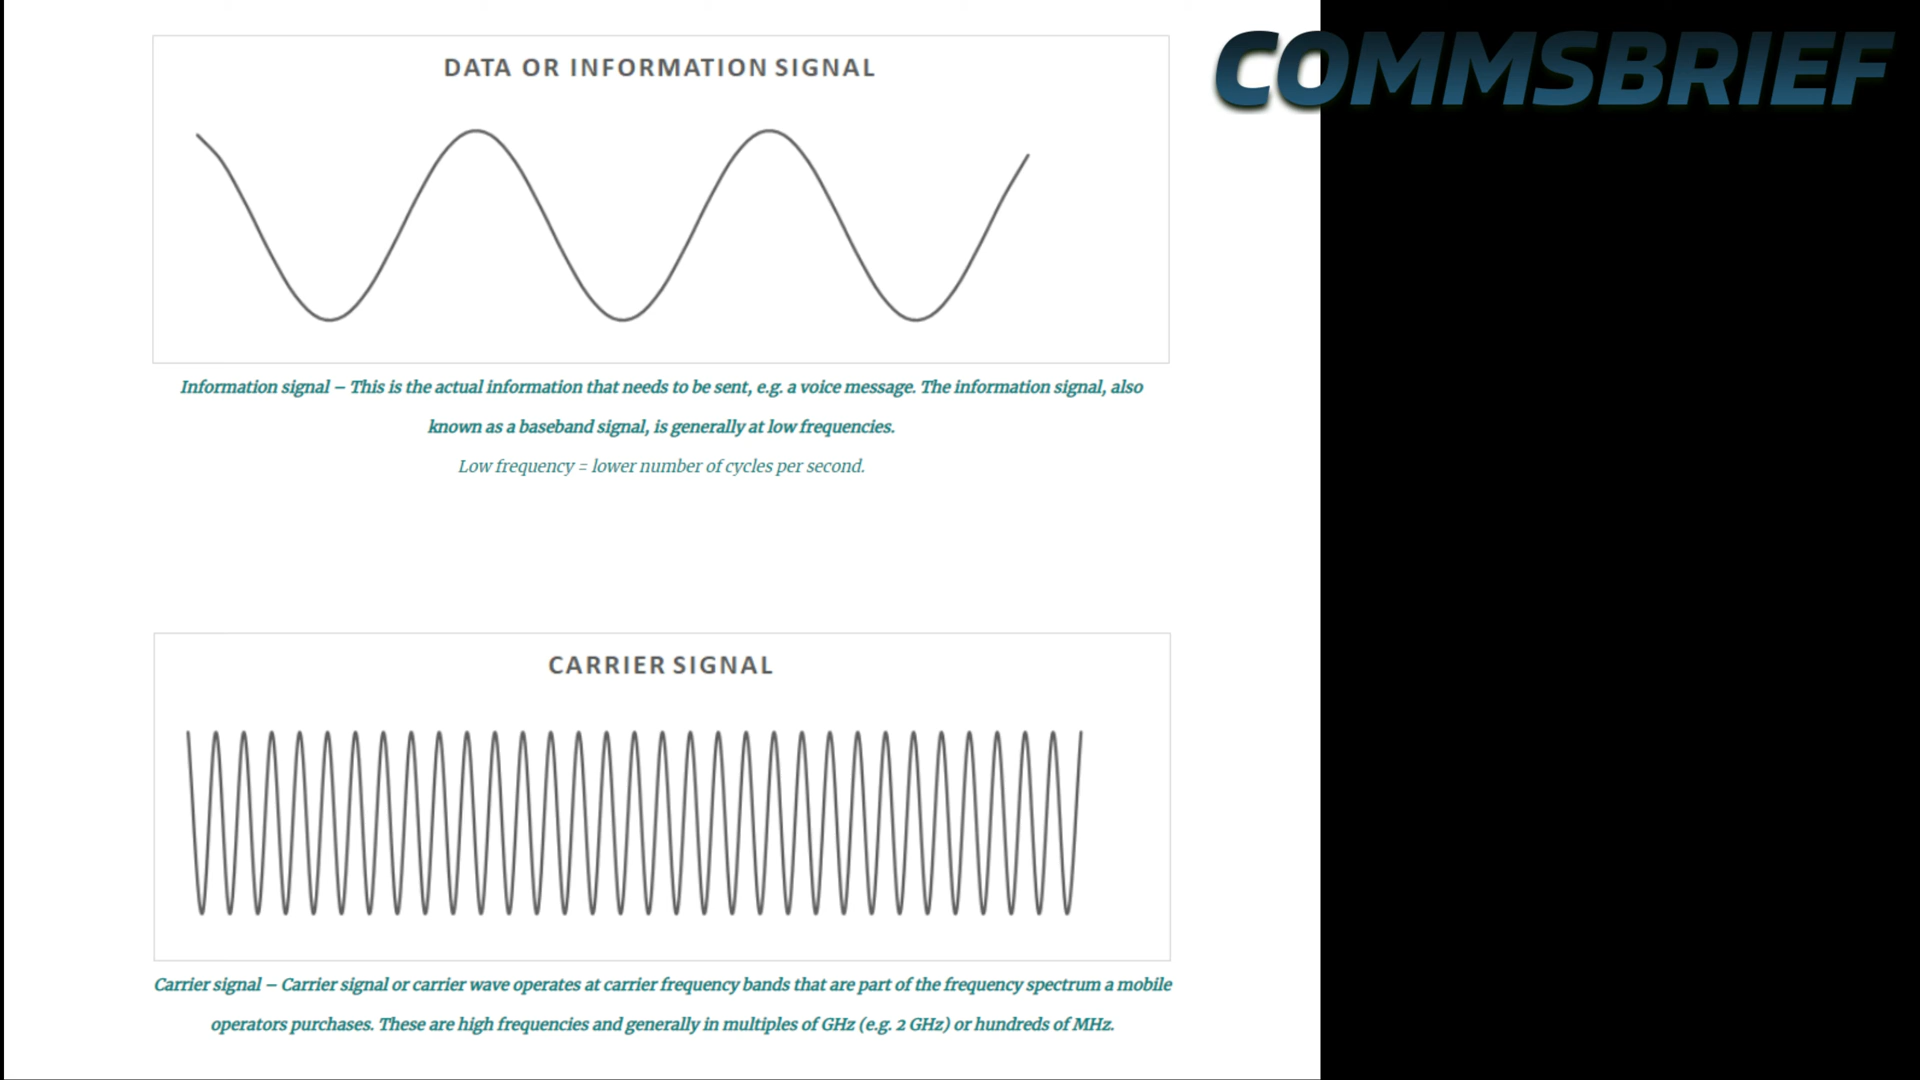 COMMSBRIEF
DATA OR INFORMATION SIGNAL
Information signal – This is the actual information that needs to be sent, e.g. a voice message. The information signal, also
known as a baseband signal, is generally at low frequencies.
Low frequency = lower number of cycles per second.
CARRIER SIGNAL
Carrier signal – Carrier signal or carrier wave operates at carrier frequency bands that are part of the frequency spectrum a mobile
operators purchases. These are high frequencies and generally in multiples of GHz (e.g. 2 GHz) or hundreds of MHz.